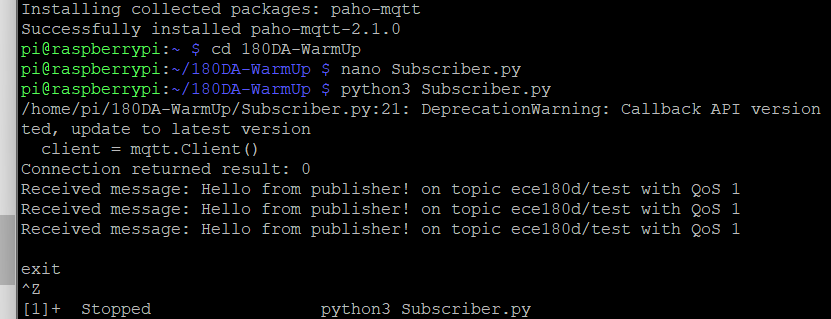 Installing collected packages: paho-mqtt
Successfully installed paho-mqtt-2.1.0
pi@raspberrypi:~ $ cd 180DA-WarmUp
pi@raspberrypi:~/180DA-WarmUp $ nano Subscriber.py
pi@raspberrypi:~/180DA-WarmUp $ python3 Subscriber.py
/home/pi/180DA-WarmUp/Subscriber.py:21: DeprecationWarning: Callback API version
ted, update to latest version
  client = mqtt.Client()
Connection returned result: 0
Received message: Hello from publisher! on topic ece180d/test with QoS 1
Received message: Hello from publisher! on topic ece180d/test with QoS 1
Received message: Hello from publisher! on topic ece180d/test with QoS 1
exit
^Z
[1]+  Stopped                 python3 Subscriber.py